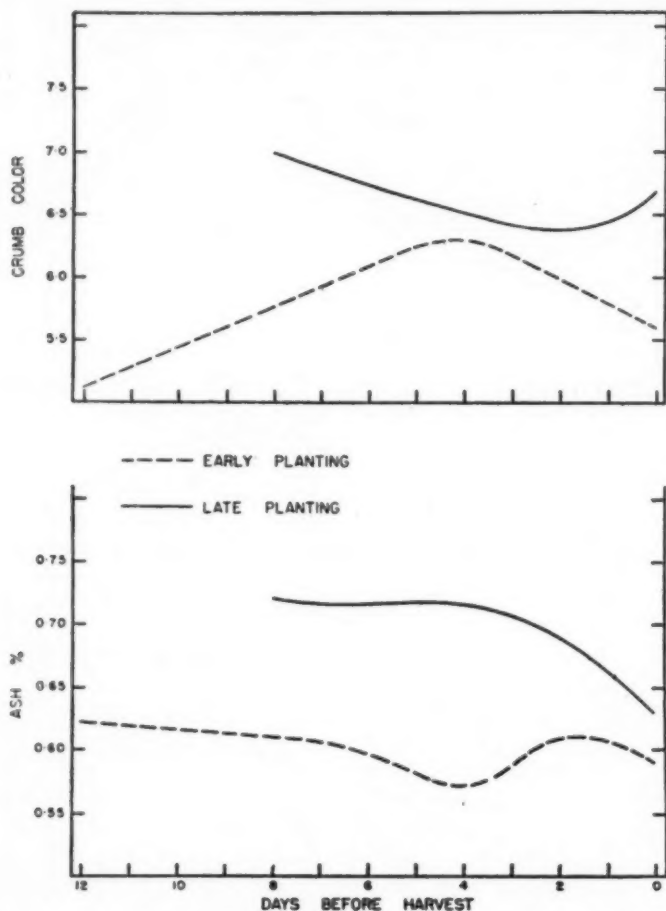 CRUMB COLOR
7·5
7·0
6·5
6·0
5·5
EARLY PLANTING
LATE PLANTING
ASH %
0·75
0·70
0·65
0·60
0·55
12 10 8 6 4 2 0
DAYS BEFORE HARVEST